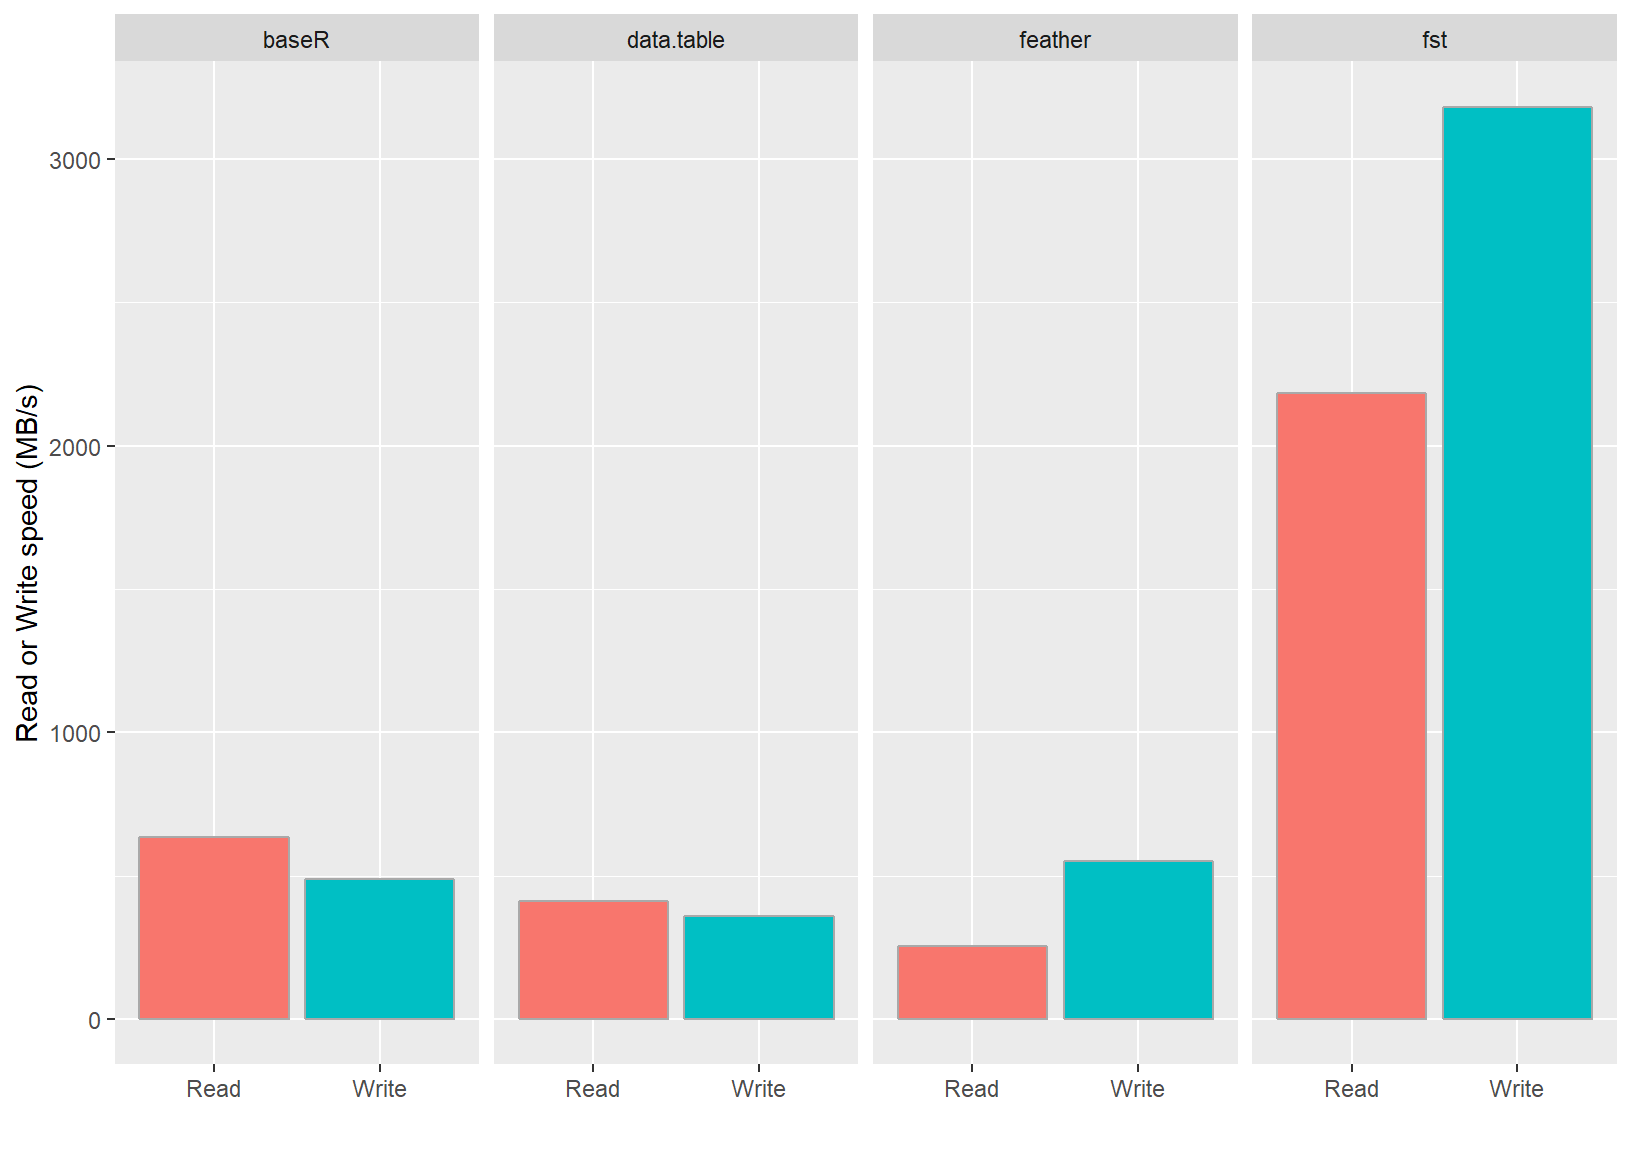 baseR
data.table
feather
fst
Read or Write speed (MB/s)
3000
2000
1000
0
Read
Write
Read
Write
Read
Write
Read
Write